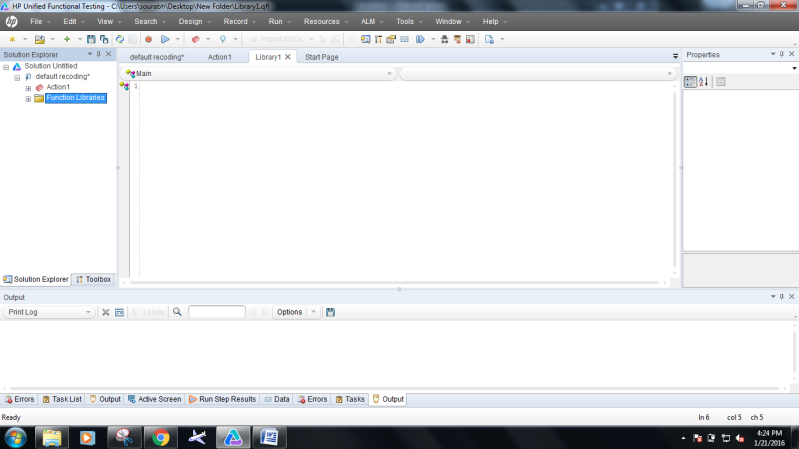 HP Unified Functional Testing - C:\Users\sourabh\Desktop\New Folder\Library1.qfl
hp File Edit View Search Design Record Run Resources ALM Tools Window Help
Import WSDL
Solution Explorer
default recoding* Action1 Library1 Start Page
Properties
Solution Untitled
default recoding*
Action1
Function Libraries
Main
1
Solution Explorer Toolbox
Output
Print Log Locate Options
Errors Task List Output Active Screen Run Step Results Data Errors Tasks Output
Ready ln 6 col 5 ch 5
4:24 PM
1/21/2016